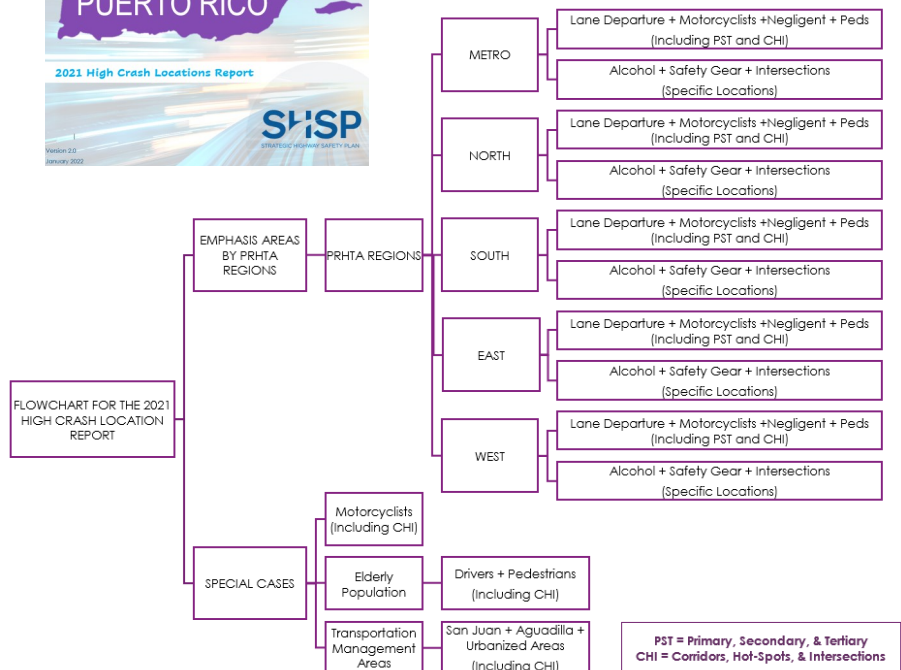 PUERTO RICO
2021 High Crash Locations Report
SHSP
STRATEGIC HIGHWAY SAFETY PLAN
Version 2.0
January 2022
FLOWCHART FOR THE 2021
HIGH CRASH LOCATION
REPORT
EMPHASIS AREAS
BY PRHTA
REGIONS
PRHTA REGIONS
METRO
Lane Departure + Motorcyclists +Negligent + Peds
(Including PST and CHI)
Alcohol + Safety Gear + Intersections
(Specific Locations)
NORTH
Lane Departure + Motorcyclists +Negligent + Peds
(Including PST and CHI)
Alcohol + Safety Gear + Intersections
(Specific Locations)
SOUTH
Lane Departure + Motorcyclists +Negligent + Peds
(Including PST and CHI)
Alcohol + Safety Gear + Intersections
(Specific Locations)
EAST
Lane Departure + Motorcyclists +Negligent + Peds
(Including PST and CHI)
Alcohol + Safety Gear + Intersections
(Specific Locations)
WEST
Lane Departure + Motorcyclists +Negligent + Peds
(Including PST and CHI)
Alcohol + Safety Gear + Intersections
(Specific Locations)
SPECIAL CASES
Motorcyclists
(Including CHI)
Elderly
Population
Drivers + Pedestrians
(Including CHI)
Transportation
Management
Areas
San Juan + Aguadilla +
Urbanized Areas
(Including CHI)
PST = Primary, Secondary, & Tertiary
CHI = Corridors, Hot-Spots, & Intersections